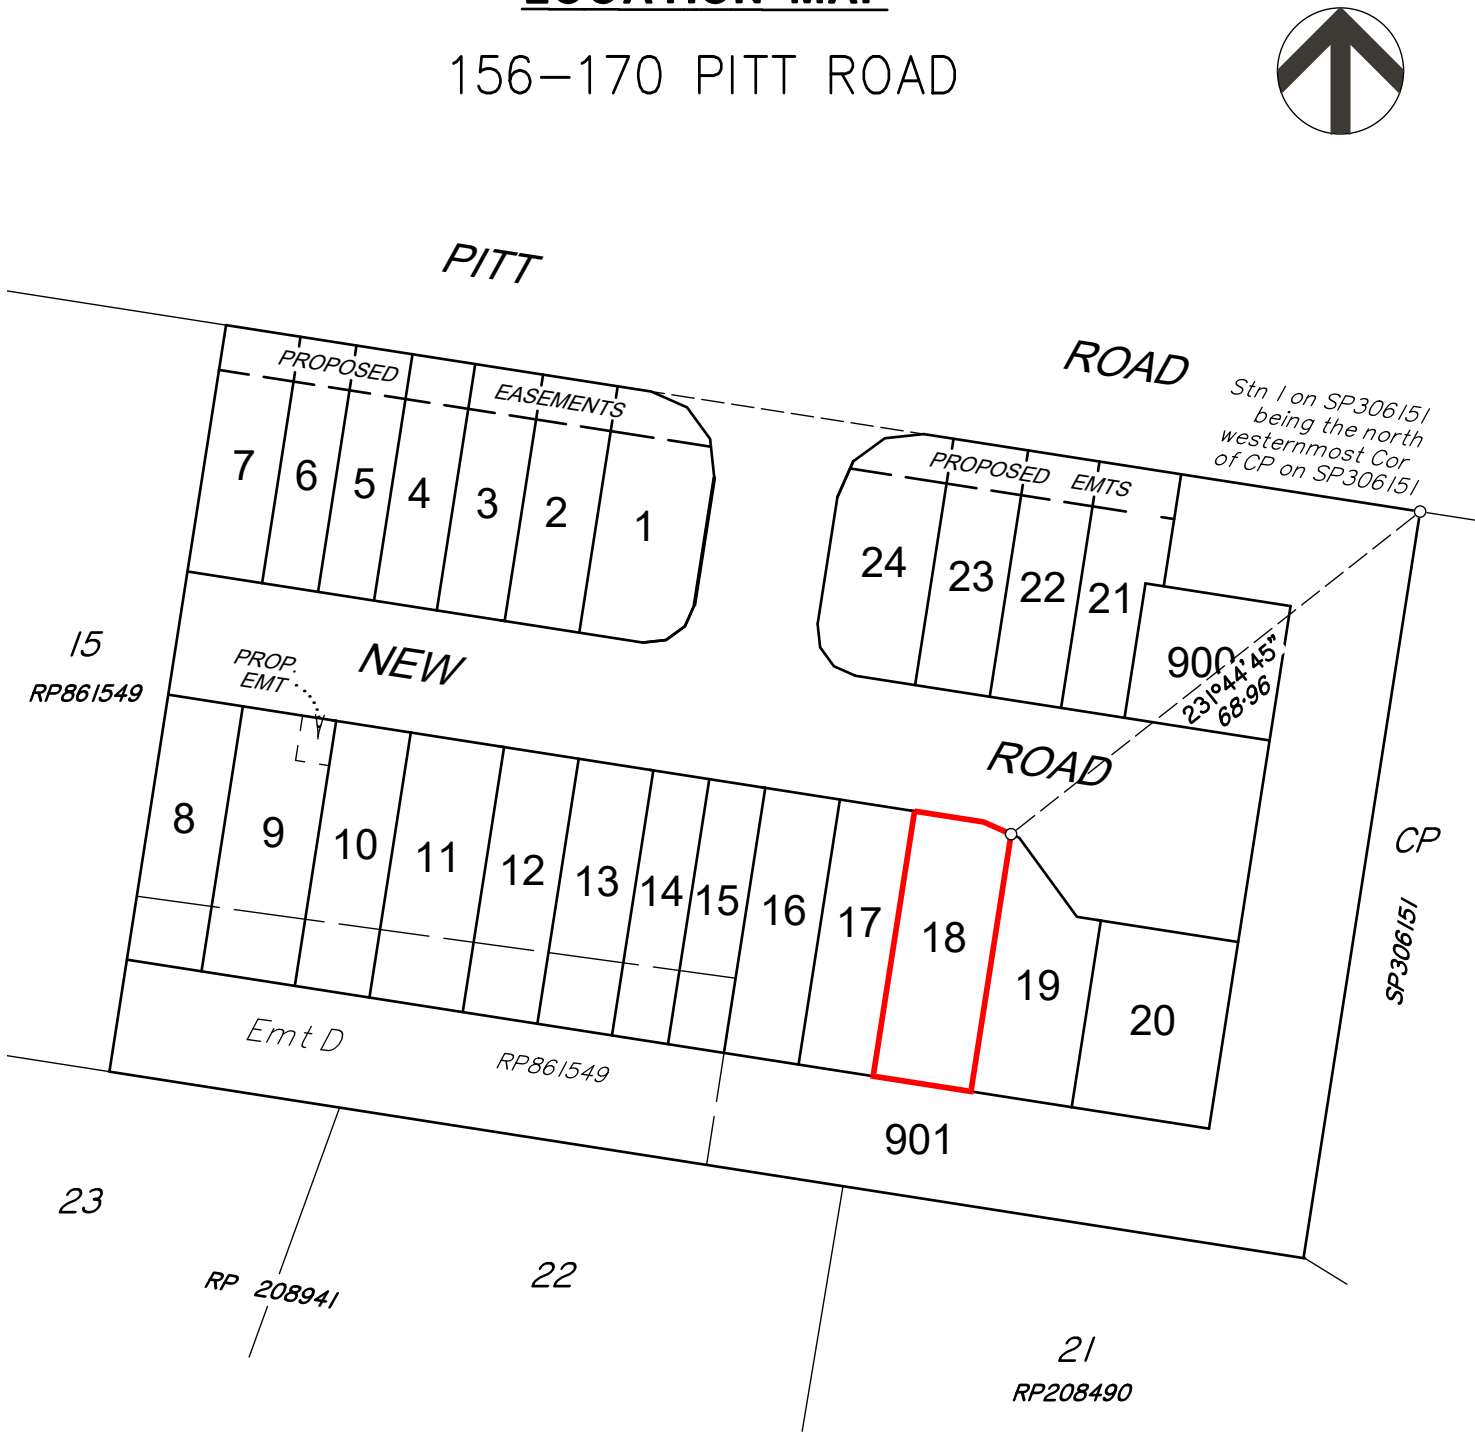 LOCATION MAP
156-170 PITT ROAD
PITT
ROAD
Stn 1 on SP306151
being the north
westernmost Cor
of CP on SP306151
PROPOSED
EASEMENTS
PROPOSED EMTS
7
6
5
4
3
2
1
24
23
22
21
900
231°44'45"
68·96
15
RP861549
PROP.
EMT
NEW
ROAD
8
9
10
11
12
13
14
15
16
17
18
19
20
CP
SP306151
Emt D
RP861549
901
23
RP 208941
22
21
RP208490